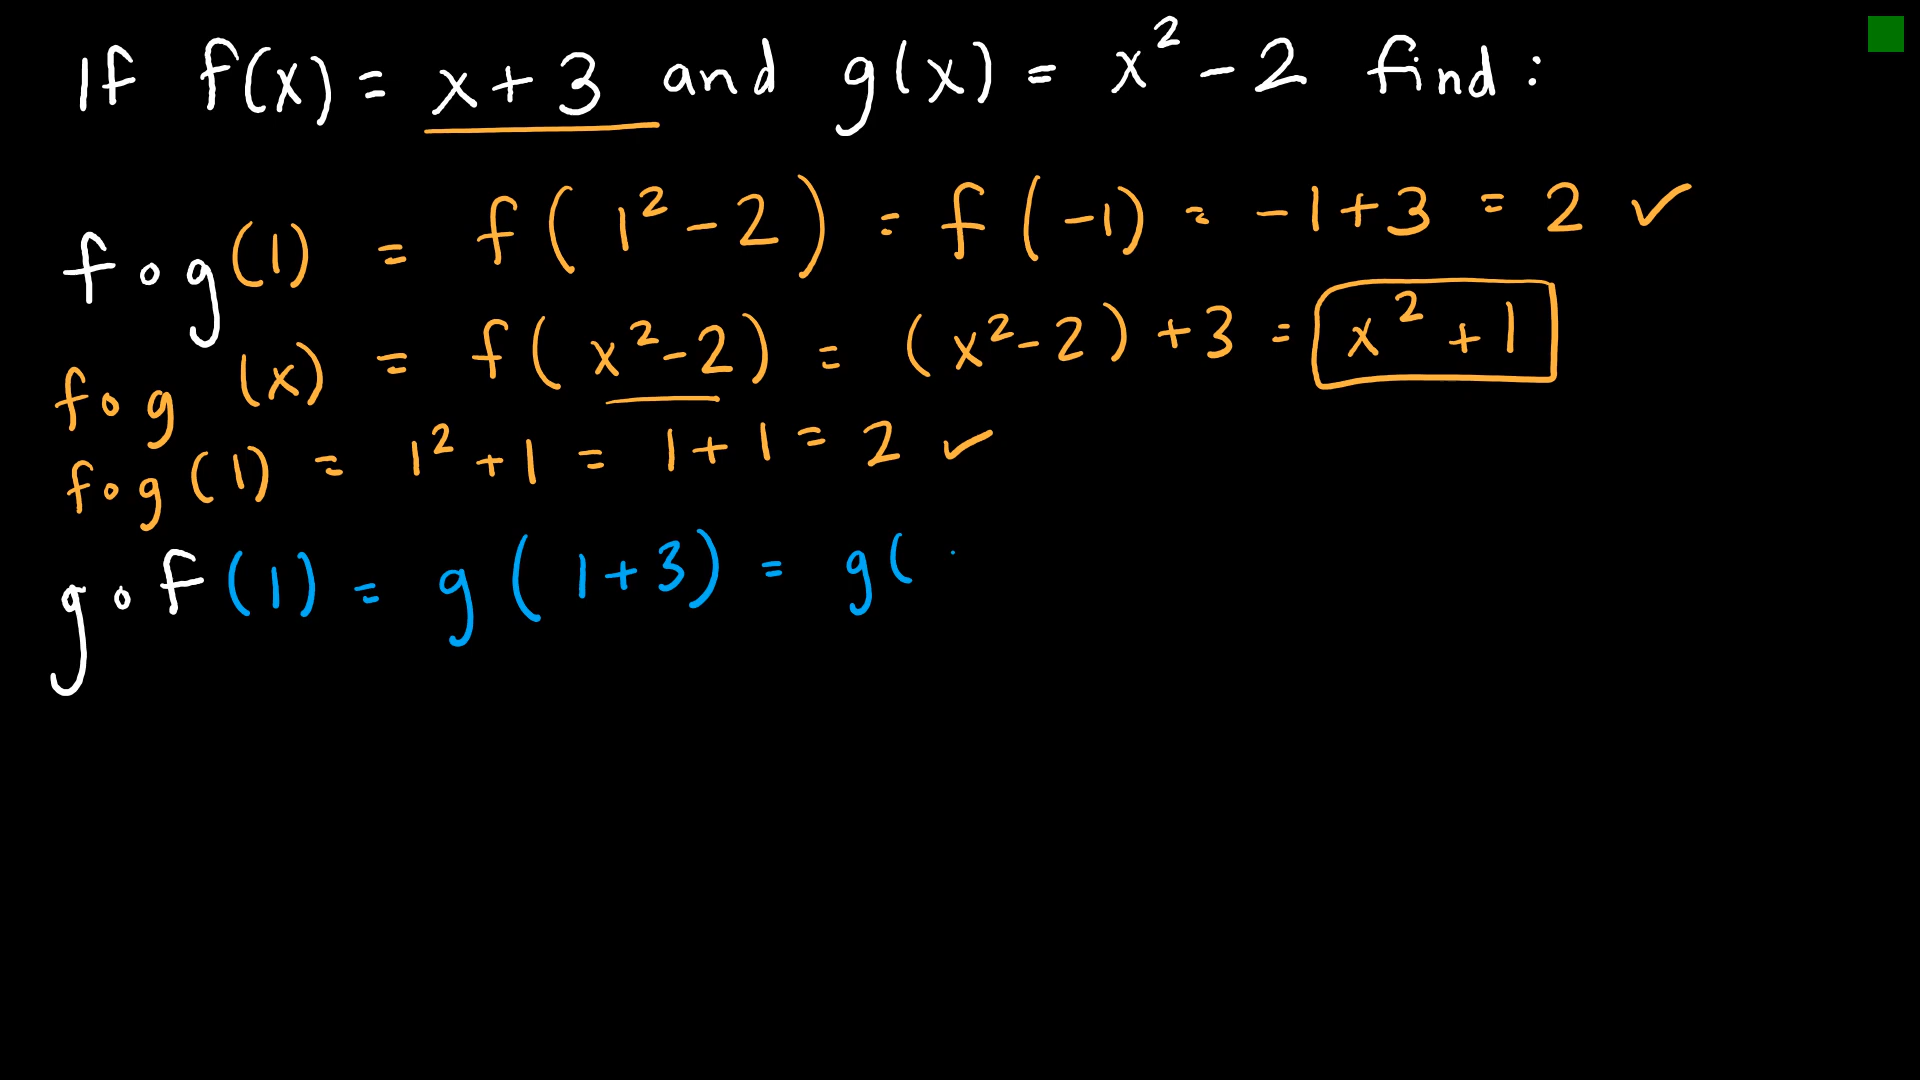 If f(x) = x + 3 and g(x) = x² - 2 find :
f ∘ g(1) = f( 1² - 2 ) = f(-1) = -1 + 3 = 2 ✓
f ∘ g (x) = f( x² - 2) = (x² - 2) + 3 = x² + 1
f ∘ g (1) = 1² + 1 = 1 + 1 = 2 ✓
g ∘ f (1) = g ( 1 + 3) = g(